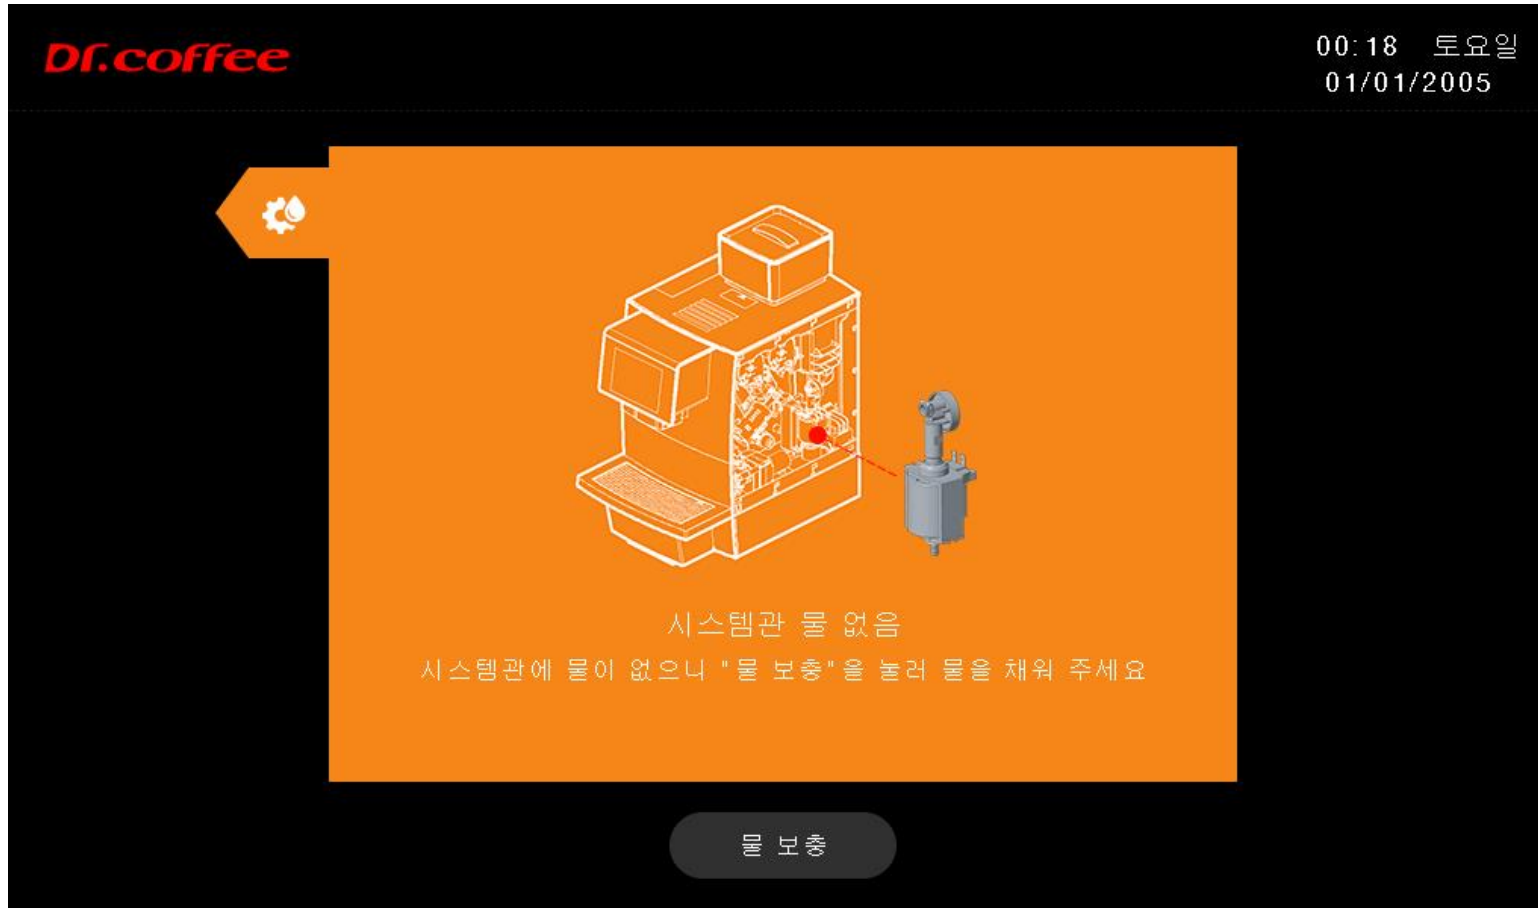 Dr.coffee
00:18 토요일
01/01/2005
시스템관 물 없음
시스템관에 물이 없으니 "물 보충"을 눌러 물을 채워 주세요
물 보충